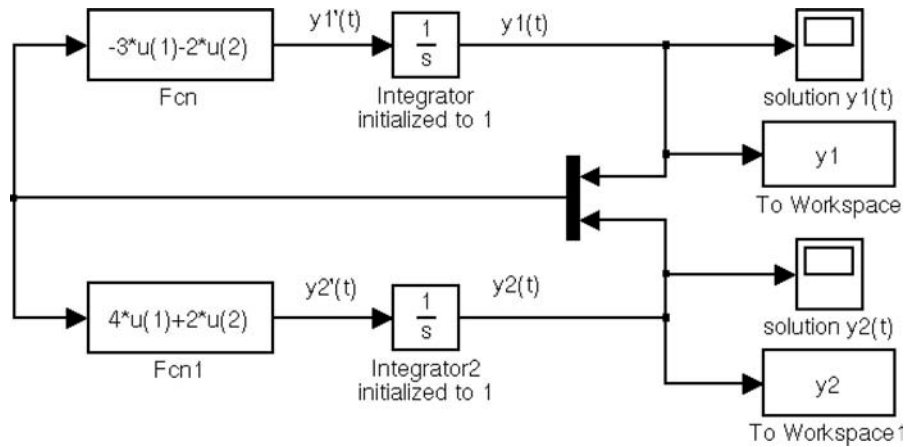 -3*u(1)-2*u(2)
Fcn
y1'(t)
1
s
Integrator
initialized to 1
y1(t)
solution y1(t)
y1
To Workspace
4*u(1)+2*u(2)
Fcn1
y2'(t)
1
s
Integrator2
initialized to 1
y2(t)
solution y2(t)
y2
To Workspace1